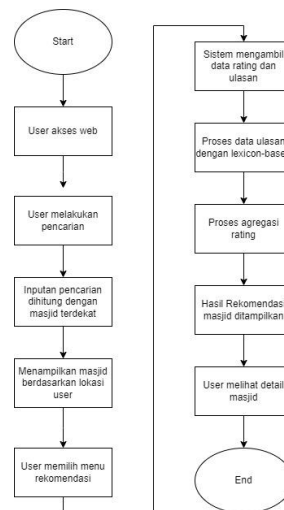 Start
User akses web
User melakukan
pencarian
Inputan pencarian
dihitung dengan
masjid terdekat
Menampilkan masjid
berdasarkan lokasi
user
User memilih menu
rekomendasi
Sistem mengambil
data rating dan
ulasan
Proses data ulasan
dengan lexicon-base
Proses agregasi
rating
Hasil Rekomendasi
masjid ditampilkan
User melihat detail
masjid
End